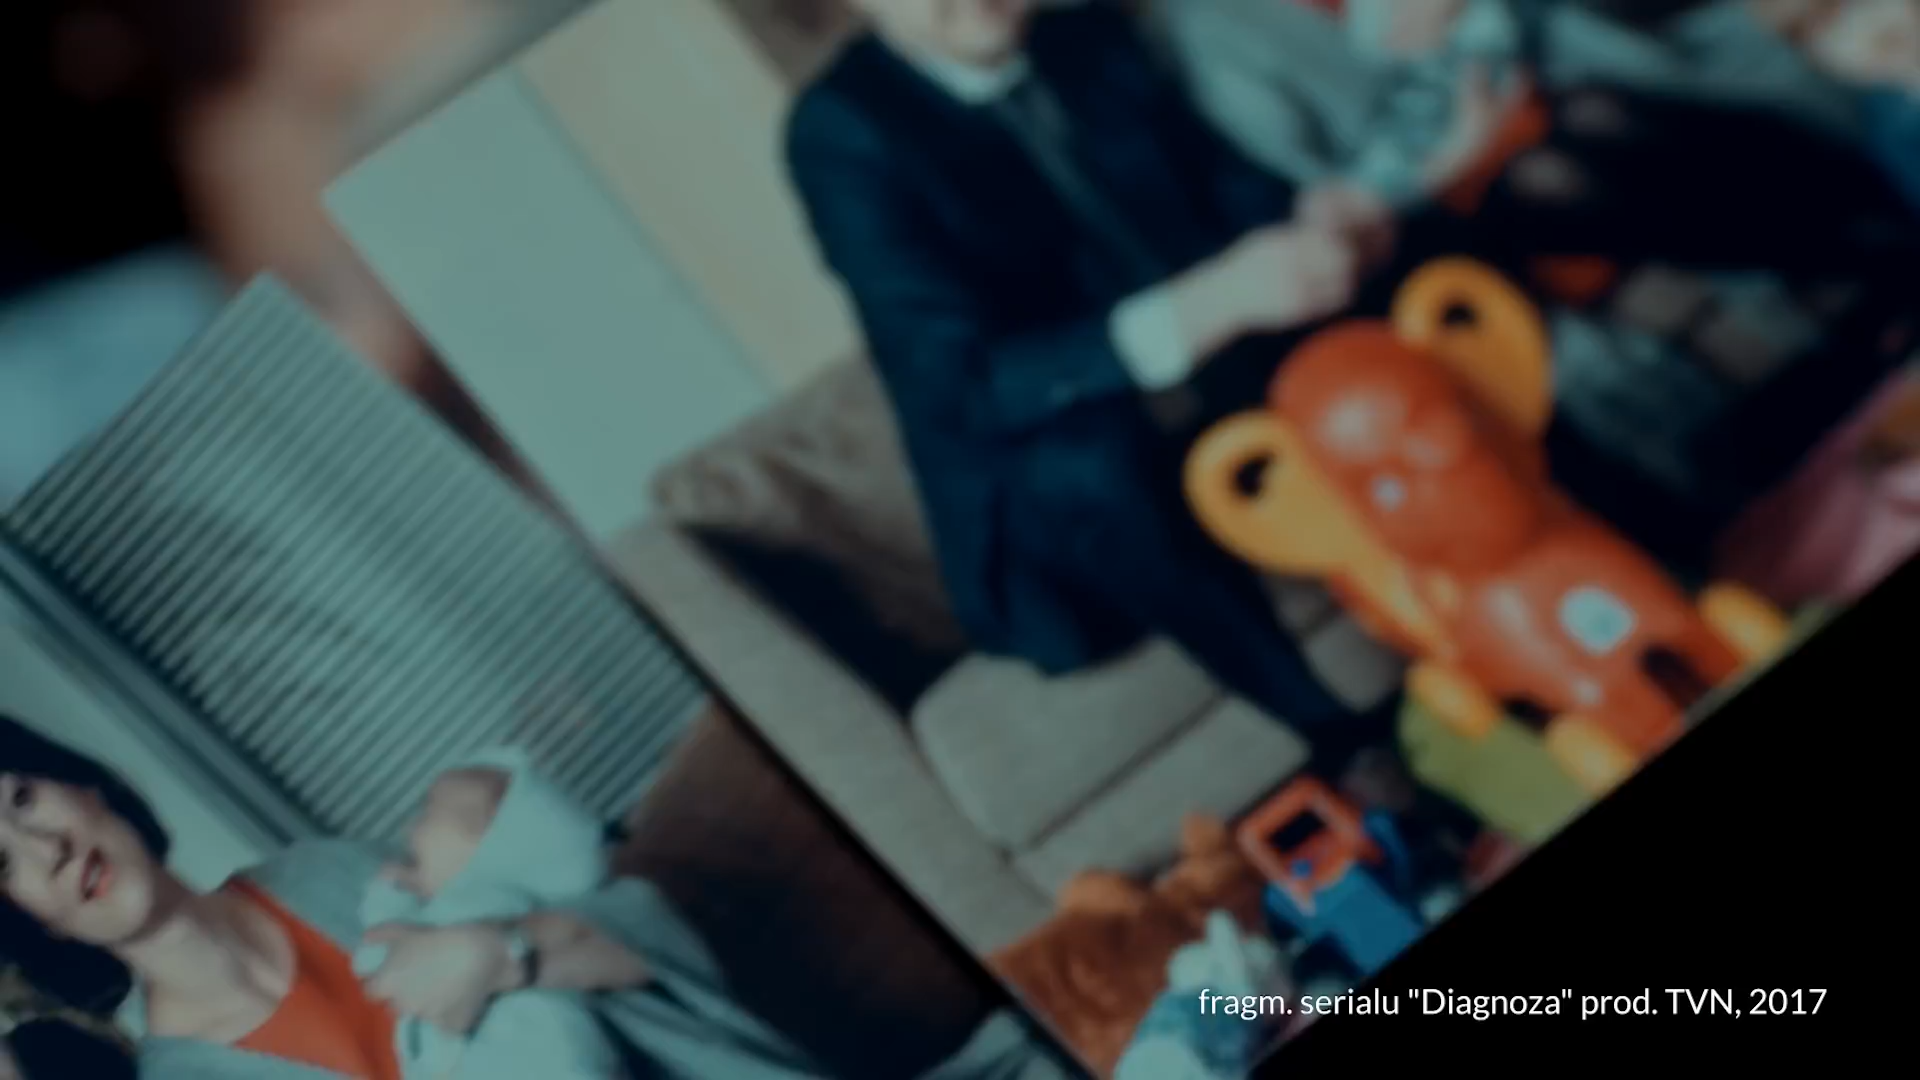 fragm. serialu "Diagnoza" prod. TVN, 2017